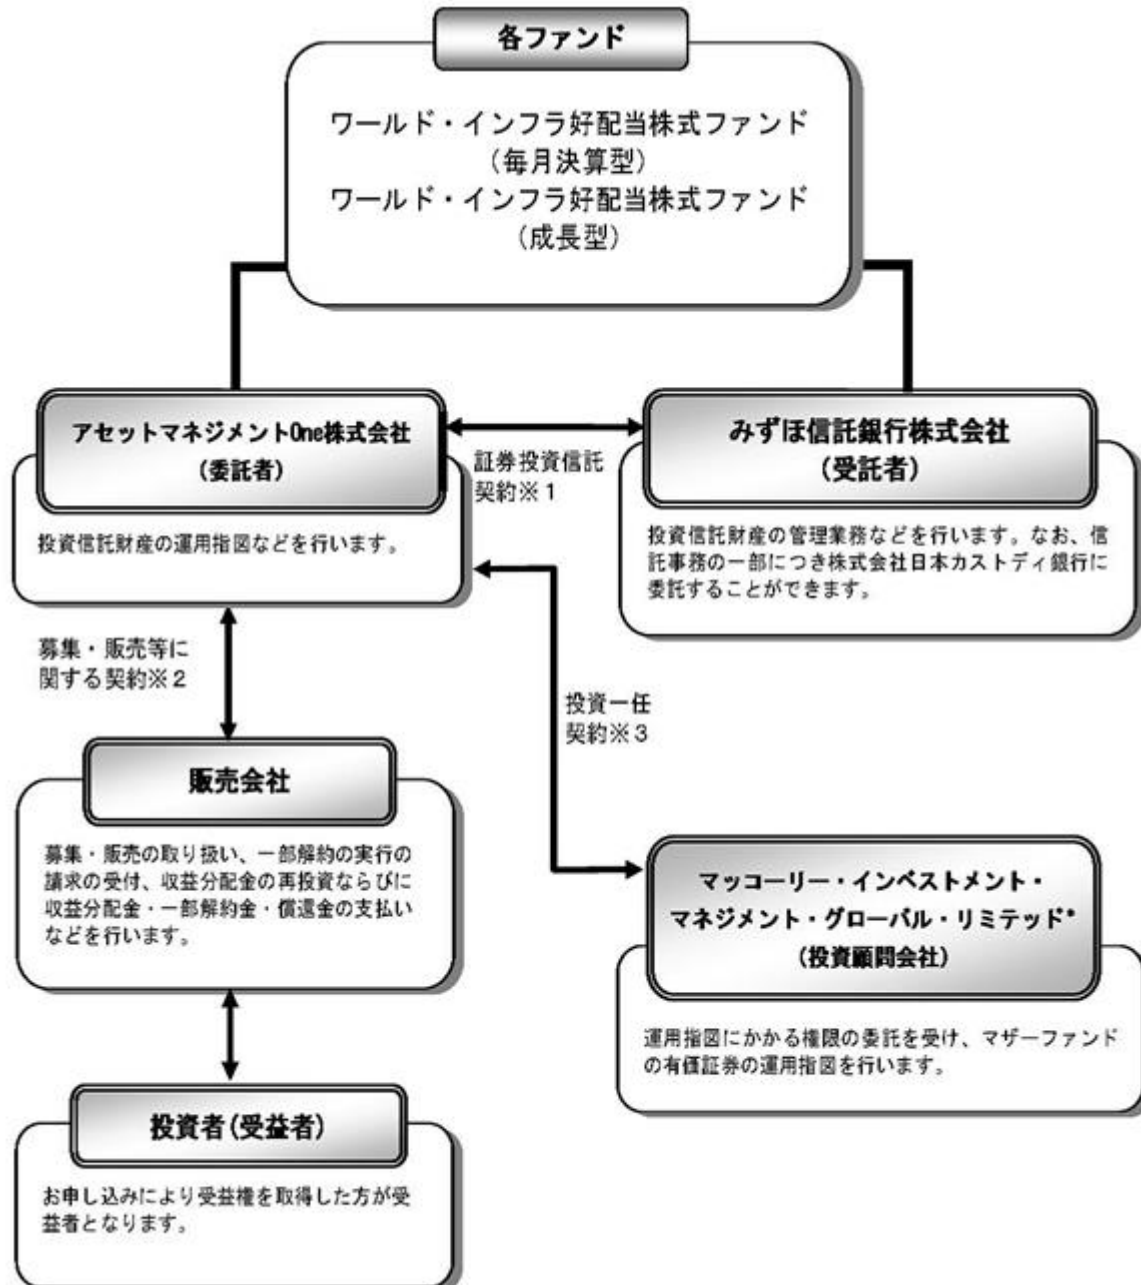 各ファンド
ワールド・インフラ好配当株式ファンド
(毎月決算型)
ワールド・インフラ好配当株式ファンド
(成長型)
アセットマネジメントOne株式会社
(委託者)
投資信託財産の運用指図などを行います。
証券投資信託
契約※1
みずほ信託銀行株式会社
(受託者)
投資信託財産の管理業務などを行います。なお、信
託事務の一部につき株式会社日本カストディ銀行に
委託することができます。
募集・販売等に
関する契約※2
投資一任
契約※3
販売会社
募集・販売の取り扱い、一部解約の実行の
請求の受付、収益分配金の再投資ならびに
収益分配金・一部解約金・償還金の支払い
などを行います。
マッコーリー・インベストメント・
マネジメント・グローバル・リミテッド*
(投資顧問会社)
運用指図にかかる権限の委託を受け、マザーファンド
の有価証券の運用指図を行います。
投資者(受益者)
お申し込みにより受益権を取得した方が受
益者となります。